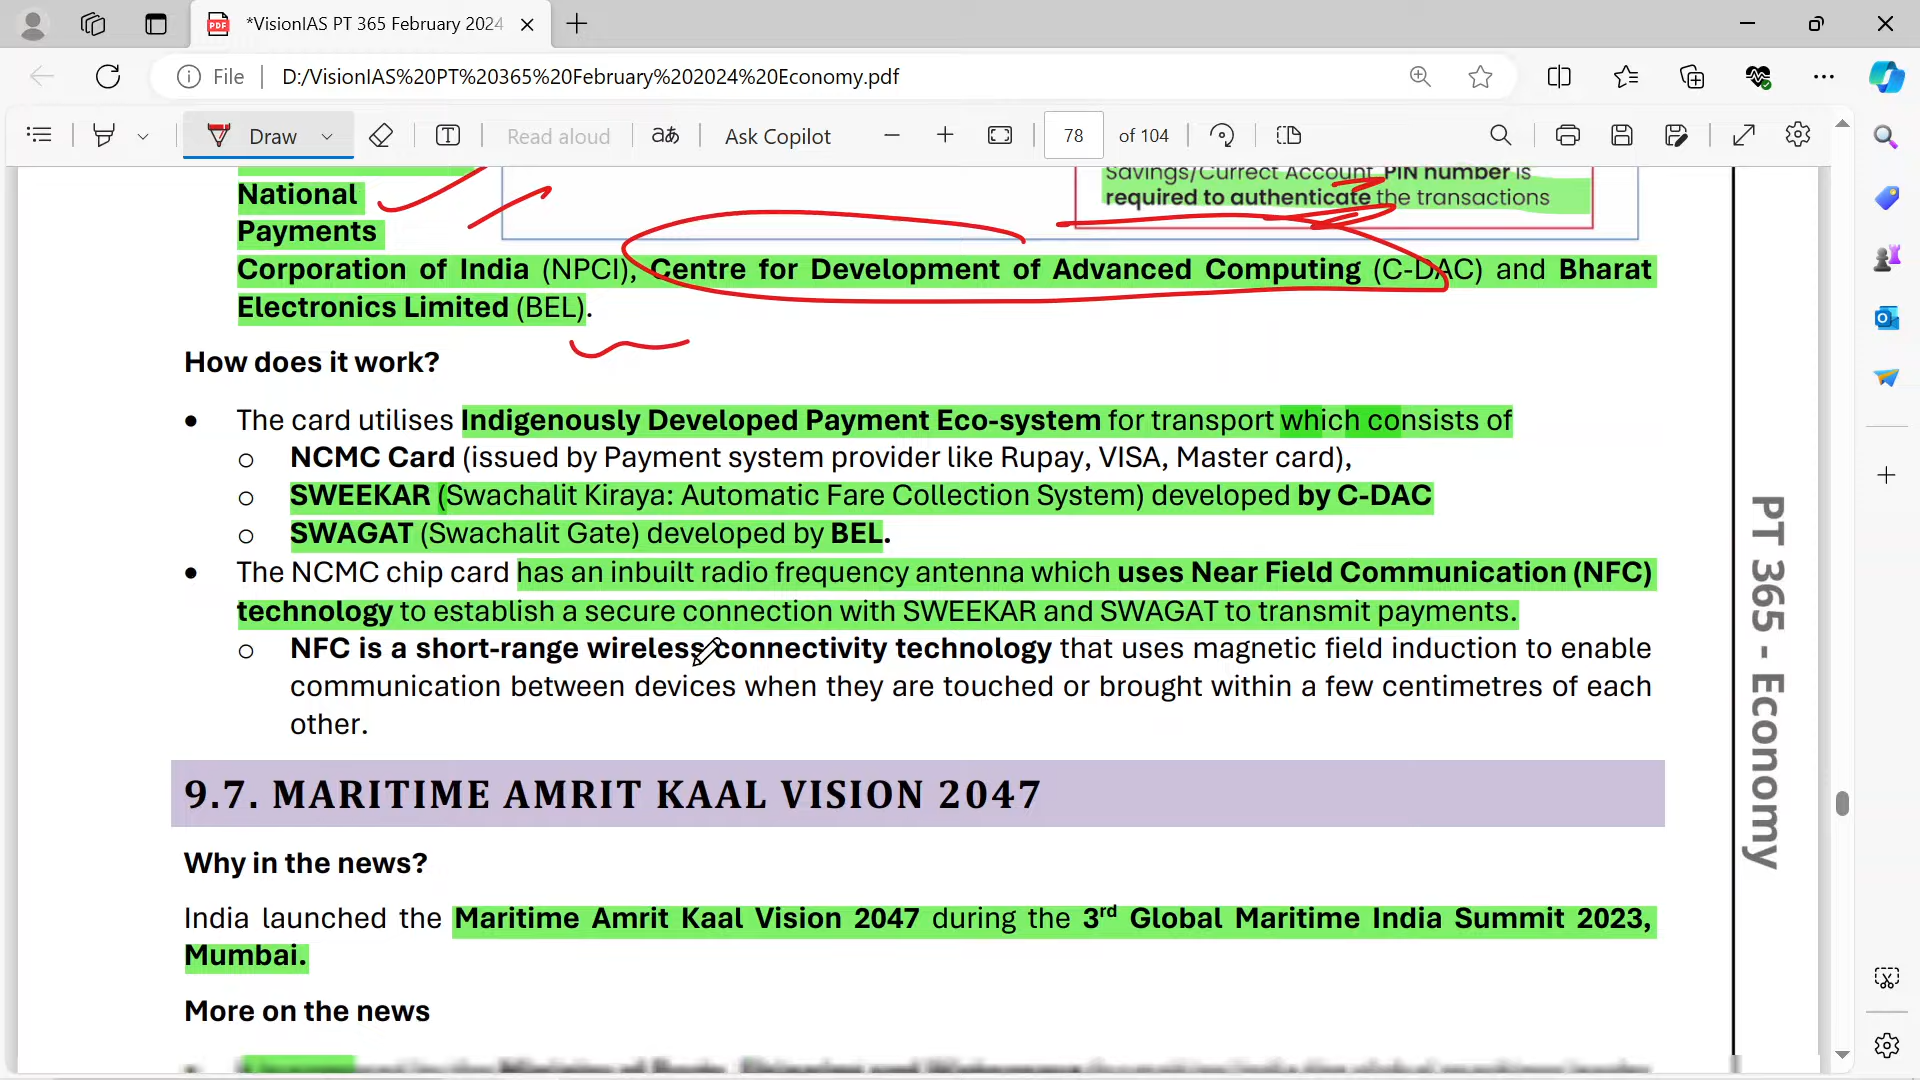 *VisionIAS PT 365 February 2024
File
D:/VisionIAS%20PT%20365%20February%202024%20Economy.pdf
Draw
Read aloud
aあ
Ask Copilot
78
of 104
National
Payments
Savings/Currect Account. PIN number is
required to authenticate the transactions
Corporation of India (NPCI), Centre for Development of Advanced Computing (C-DAC) and Bharat
Electronics Limited (BEL).
How does it work?
• The card utilises Indigenously Developed Payment Eco-system for transport which consists of
o NCMC Card (issued by Payment system provider like Rupay, VISA, Master card),
o SWEEKAR (Swachalit Kiraya: Automatic Fare Collection System) developed by C-DAC
o SWAGAT (Swachalit Gate) developed by BEL.
• The NCMC chip card has an inbuilt radio frequency antenna which uses Near Field Communication (NFC)
technology to establish a secure connection with SWEEKAR and SWAGAT to transmit payments.
o NFC is a short-range wireless connectivity technology that uses magnetic field induction to enable
communication between devices when they are touched or brought within a few centimetres of each
other.
9.7. MARITIME AMRIT KAAL VISION 2047
Why in the news?
India launched the Maritime Amrit Kaal Vision 2047 during the 3rd Global Maritime India Summit 2023,
Mumbai.
More on the news
PT 365 - Economy